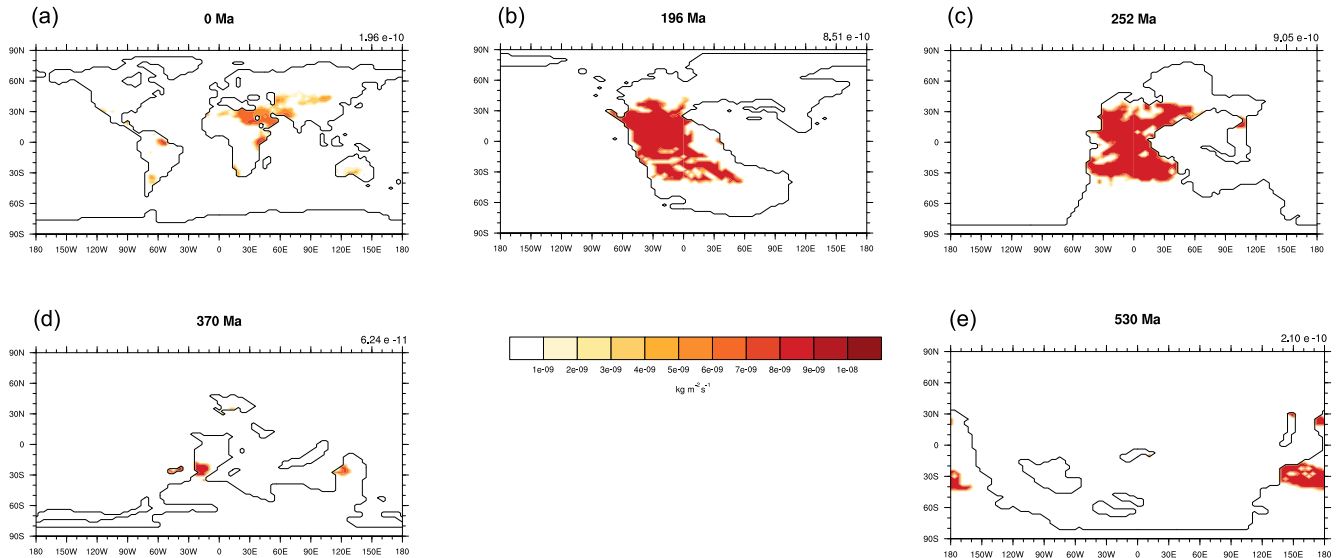 (a)
0 Ma
1.96 e-10
90N
60N
30N
0
30S
60S
90S
180 150W 120W 90W 60W 30W 0 30E 60E 90E 120E 150E 180
(b)
196 Ma
8.51 e-10
90N
60N
30N
0
30S
60S
90S
180 150W 120W 90W 60W 30W 0 30E 60E 90E 120E 150E 180
(c)
252 Ma
9.05 e-10
90N
60N
30N
0
30S
60S
90S
180 150W 120W 90W 60W 30W 0 30E 60E 90E 120E 150E 180
(d)
370 Ma
6.24 e -11
90N
60N
30N
0
30S
60S
90S
180 150W 120W 90W 60W 30W 0 30E 60E 90E 120E 150E 180
1e-09 2e-09 3e-09 4e-09 5e-09 6e-09 7e-09 8e-09 9e-09 1e-08
kg m⁻² s⁻¹
(e)
530 Ma
2.10 e-10
90N
60N
30N
0
30S
60S
90S
180 150W 120W 90W 60W 30W 0 30E 60E 90E 120E 150E 180